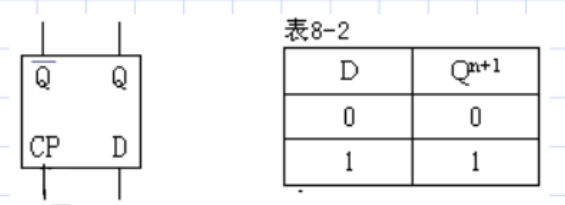 Q̅ Q
CP D
表8-2
D Qⁿ⁺¹
0 0
1 1